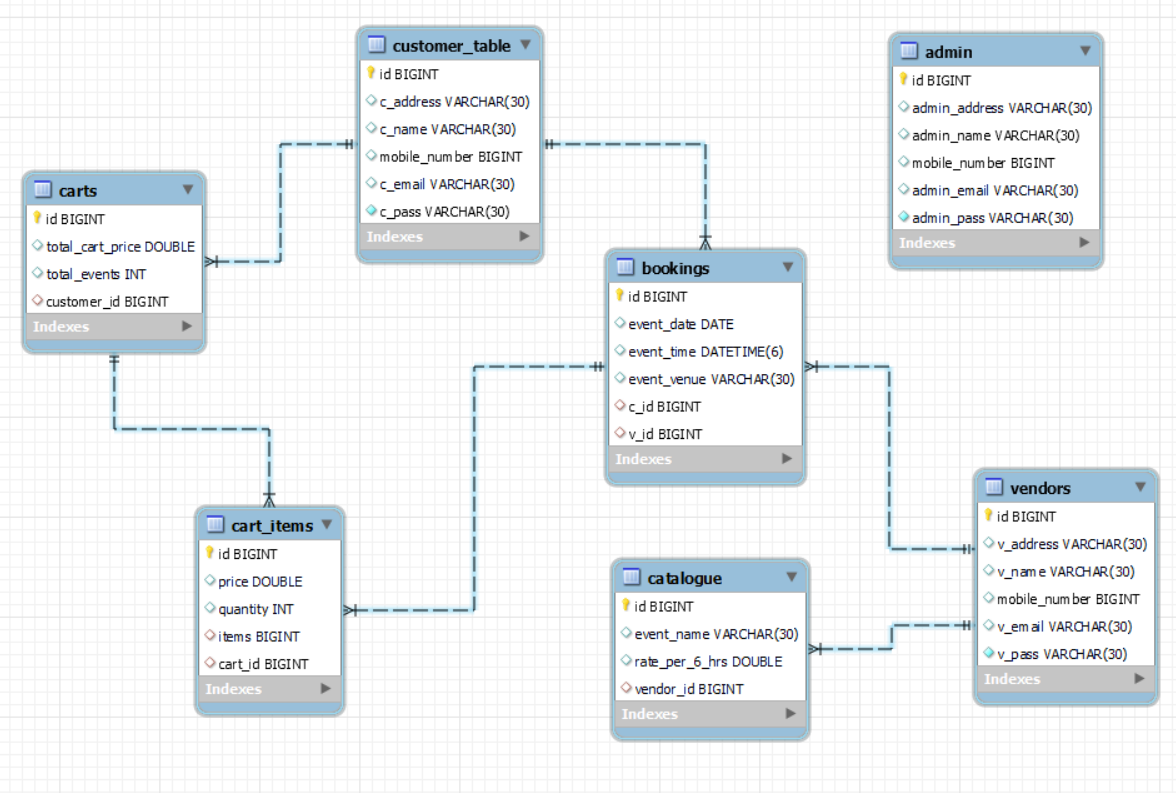 customer_table
id BIGINT
c_address VARCHAR(30)
c_name VARCHAR(30)
mobile_number BIGINT
c_email VARCHAR(30)
c_pass VARCHAR(30)
Indexes
admin
id BIGINT
admin_address VARCHAR(30)
admin_name VARCHAR(30)
mobile_number BIGINT
admin_email VARCHAR(30)
admin_pass VARCHAR(30)
Indexes
carts
id BIGINT
total_cart_price DOUBLE
total_events INT
customer_id BIGINT
Indexes
bookings
id BIGINT
event_date DATE
event_time DATETIME(6)
event_venue VARCHAR(30)
c_id BIGINT
v_id BIGINT
Indexes
cart_items
id BIGINT
price DOUBLE
quantity INT
items BIGINT
cart_id BIGINT
Indexes
catalogue
id BIGINT
event_name VARCHAR(30)
rate_per_6_hrs DOUBLE
vendor_id BIGINT
Indexes
vendors
id BIGINT
v_address VARCHAR(30)
v_name VARCHAR(30)
mobile_number BIGINT
v_email VARCHAR(30)
v_pass VARCHAR(30)
Indexes